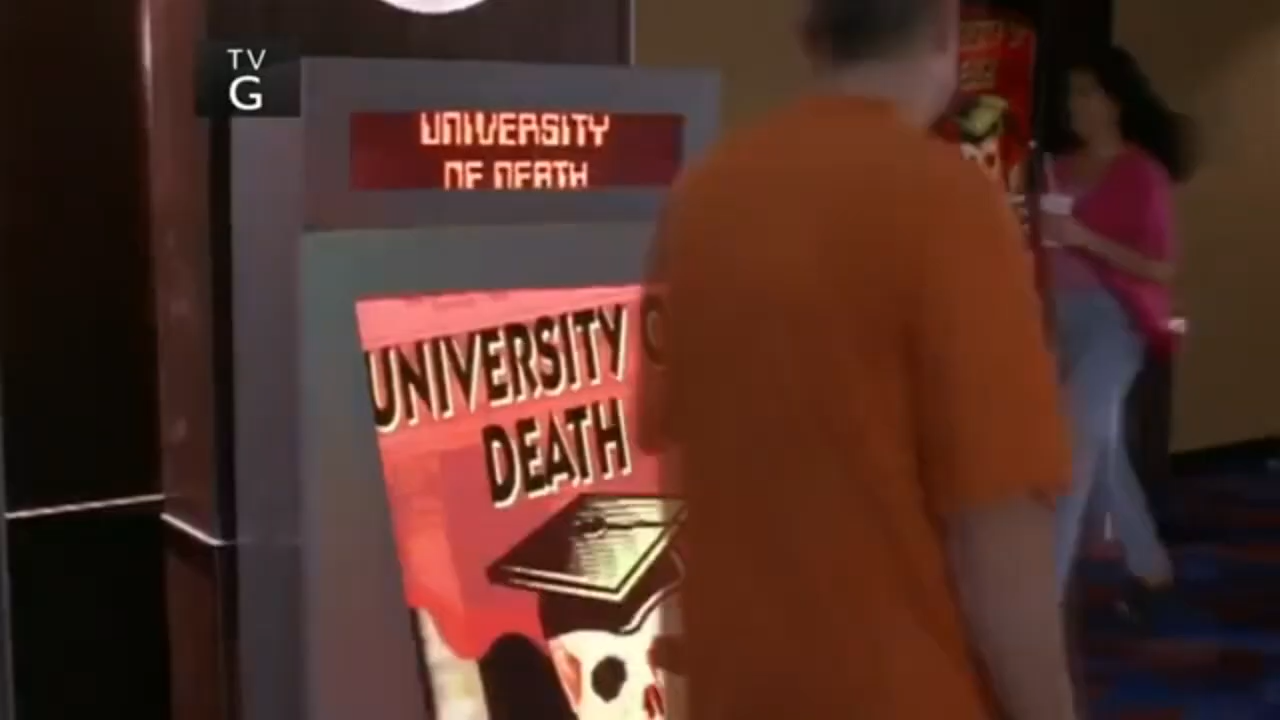 TV
G
UNIVERSITY
OF DEATH
UNIVERSITY O
DEATH